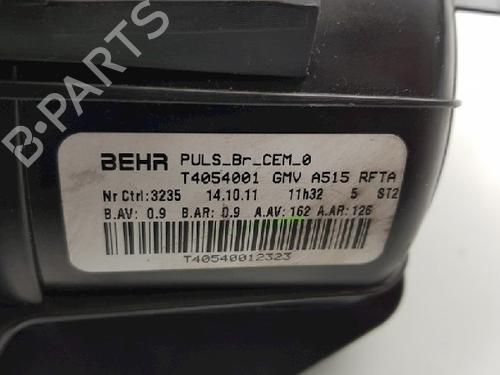 BEHR PULS_Br_CEM_0
T4054001 GMV A515 RFTA
Nr Ctrl:3235 14.10.11 11h32 5 ST2
B.AV: 0.9 B.AR: 0.9 A.AV: 162 A.AR: 126
T40540012323
B-PARTS